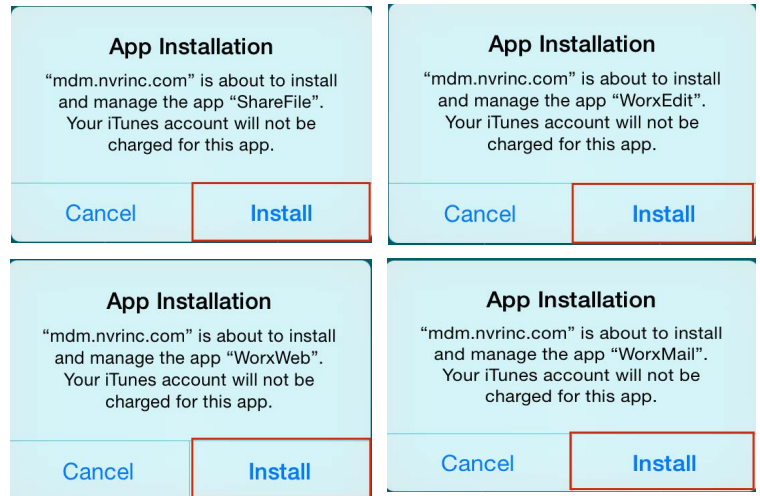 App Installation
“mdm.nvrinc.com” is about to install
and manage the app “ShareFile”.
Your iTunes account will not be
charged for this app.
Cancel
Install
App Installation
“mdm.nvrinc.com” is about to install
and manage the app “WorxEdit”.
Your iTunes account will not be
charged for this app.
Cancel
Install
App Installation
“mdm.nvrinc.com” is about to install
and manage the app “WorxWeb”.
Your iTunes account will not be
charged for this app.
Cancel
Install
App Installation
“mdm.nvrinc.com” is about to install
and manage the app “WorxMail”.
Your iTunes account will not be
charged for this app.
Cancel
Install